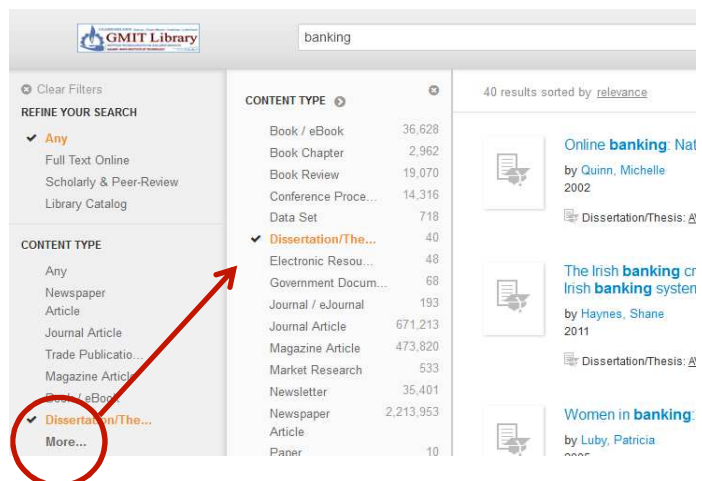 GMIT Library
banking
Clear Filters
REFINE YOUR SEARCH
Any
Full Text Online
Scholarly & Peer-Review
Library Catalog
CONTENT TYPE
Any
Newspaper
Article
Journal Article
Trade Publicatio...
Magazine Article
Book / eBook
Dissertation/The...
More...
CONTENT TYPE
Book / eBook 36,628
Book Chapter 2,962
Book Review 19,070
Conference Proce... 14,316
Data Set 718
Dissertation/The... 40
Electronic Resou... 48
Government Docum... 68
Journal / eJournal 193
Journal Article 671,213
Magazine Article 473,820
Market Research 533
Newsletter 35,401
Newspaper 2,213,953
Article
Paper 10
40 results sorted by relevance
Online banking: Nat
by Quinn, Michelle
2002
Dissertation/Thesis:
The Irish banking cr
Irish banking system
by Haynes, Shane
2011
Dissertation/Thesis:
Women in banking:
by Luby, Patricia